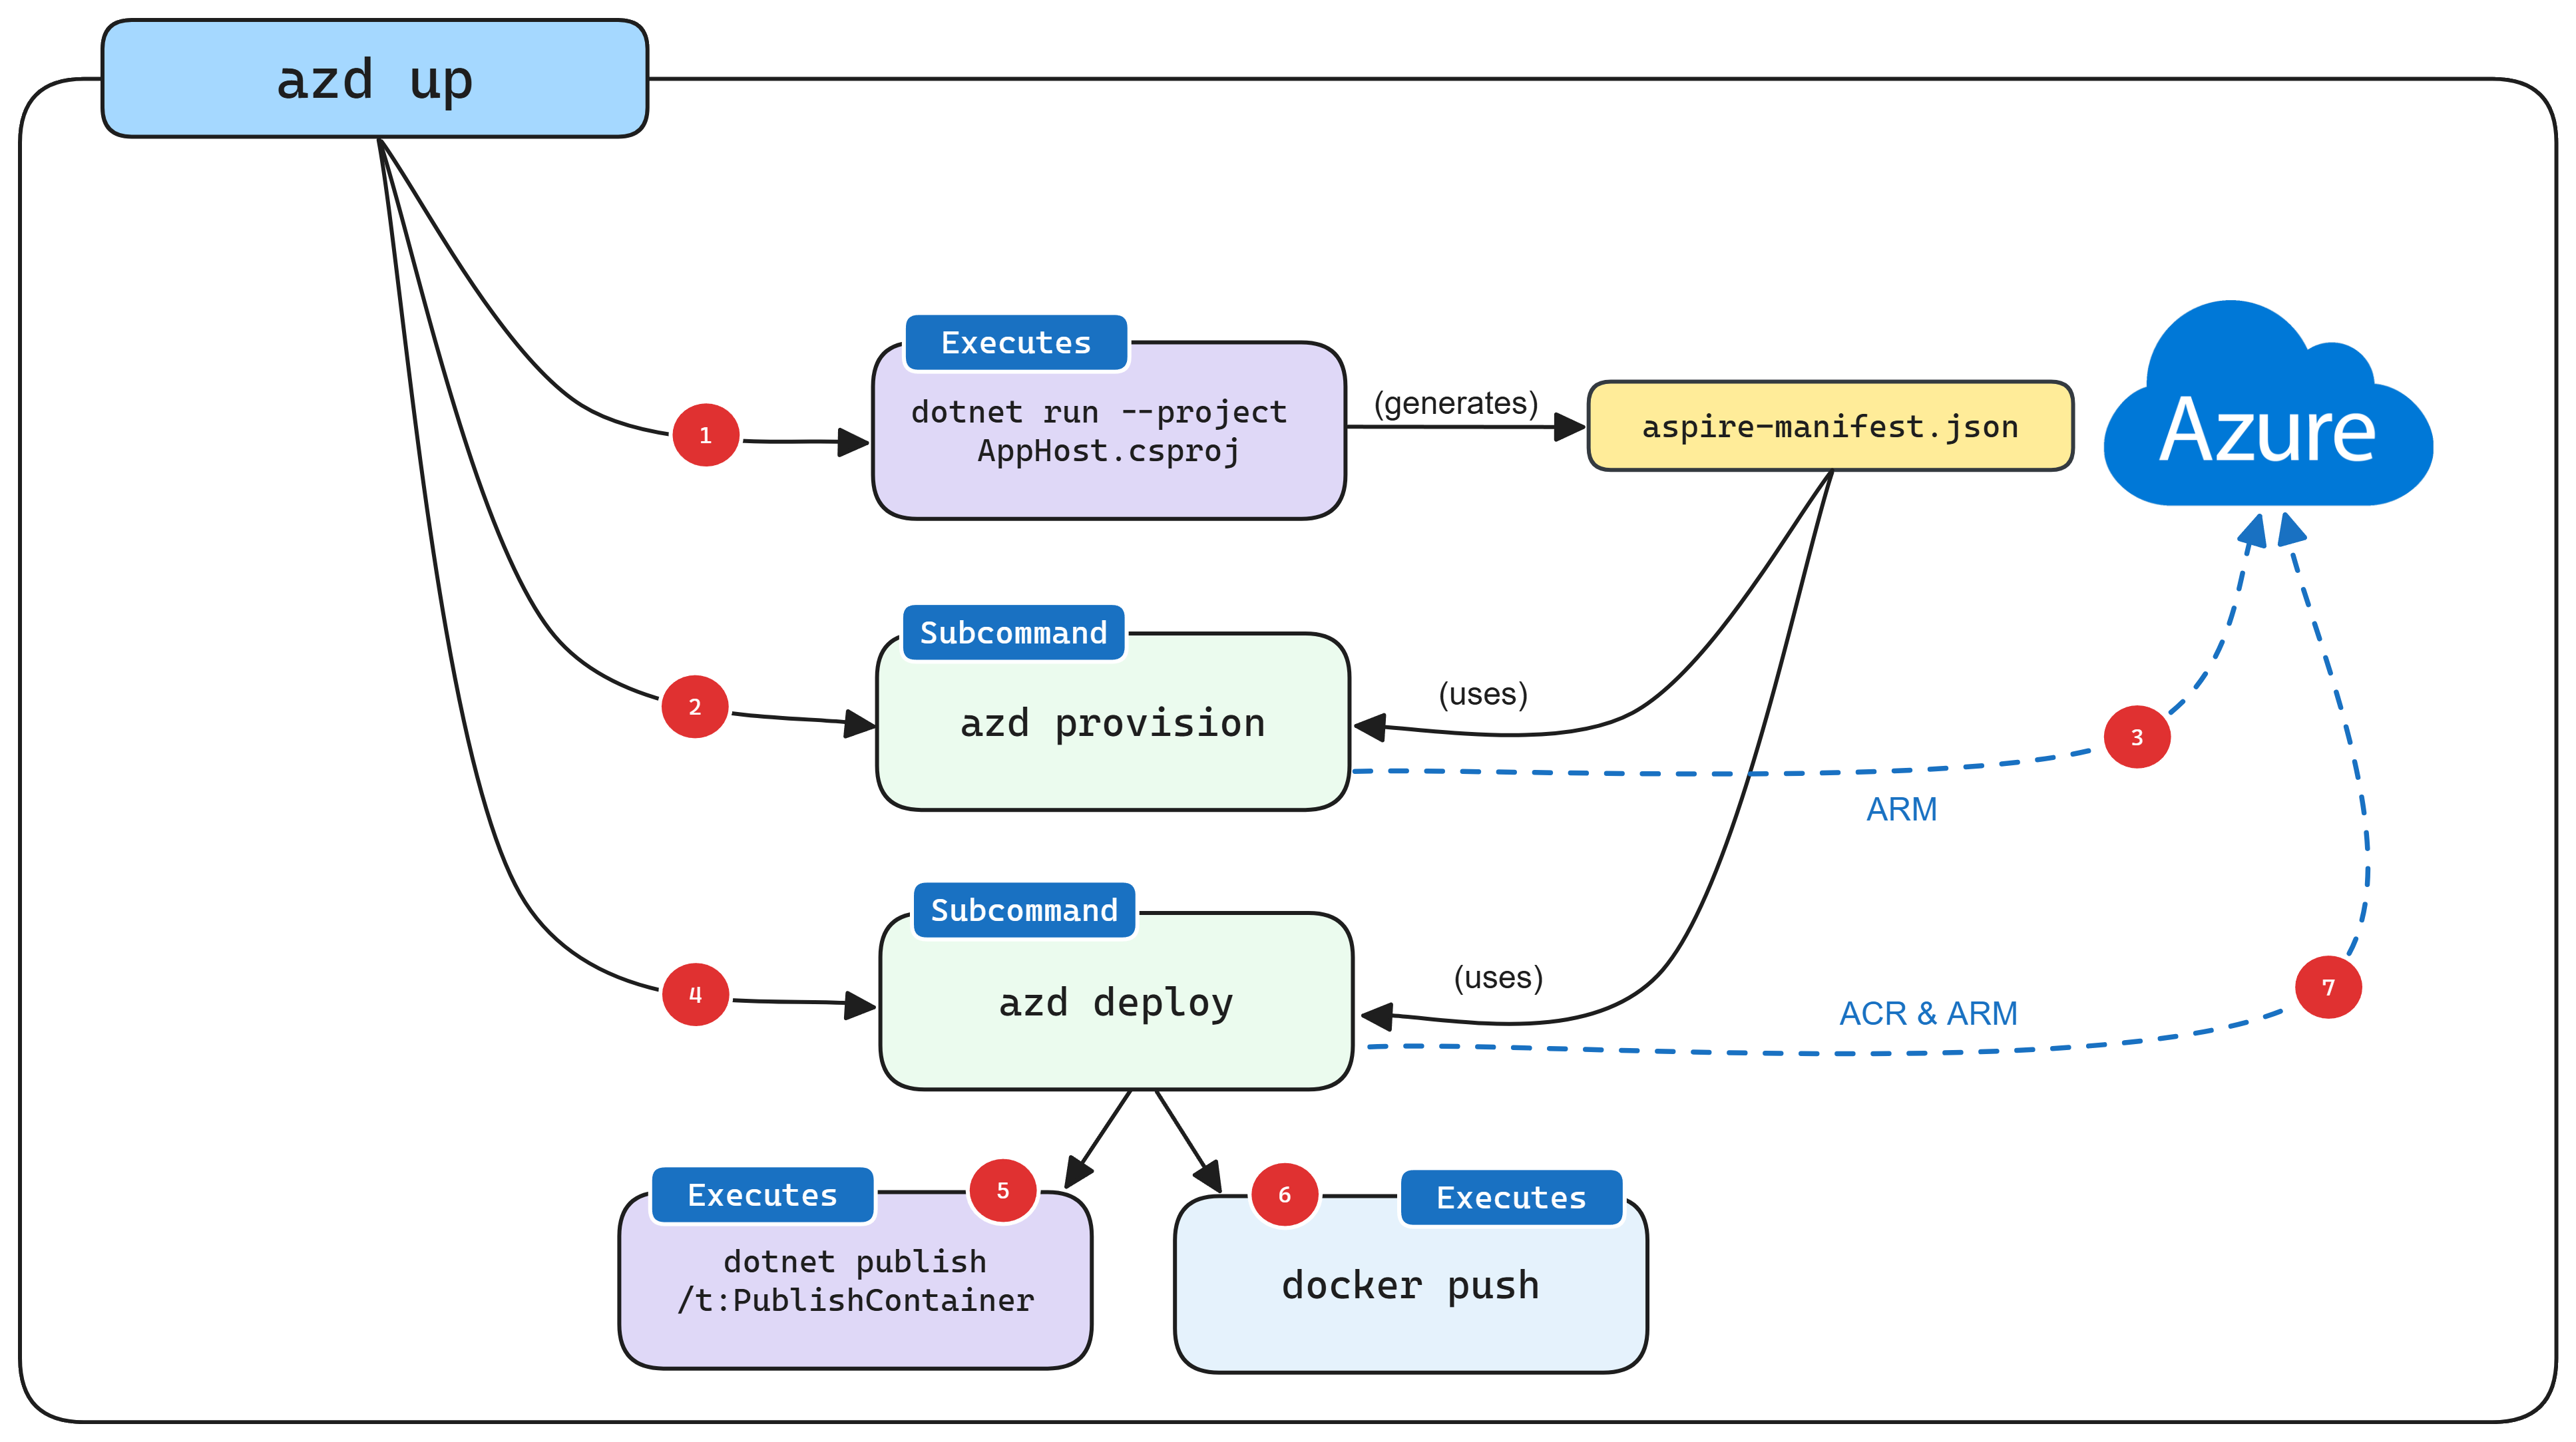 azd up
Executes
dotnet run --project
AppHost.csproj
1
(generates)
aspire-manifest.json
Azure
Subcommand
azd provision
2
(uses)
3
ARM
Subcommand
azd deploy
4
(uses)
ACR & ARM
7
Executes
5
dotnet publish
/t:PublishContainer
6
Executes
docker push